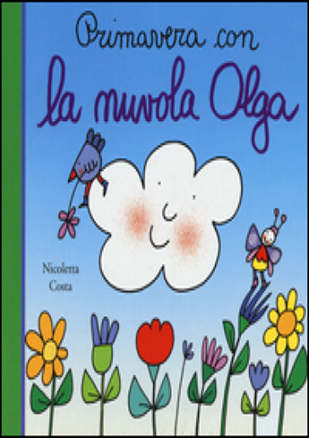 Primavera con
la nuvola Olga
Nicoletta
Costa